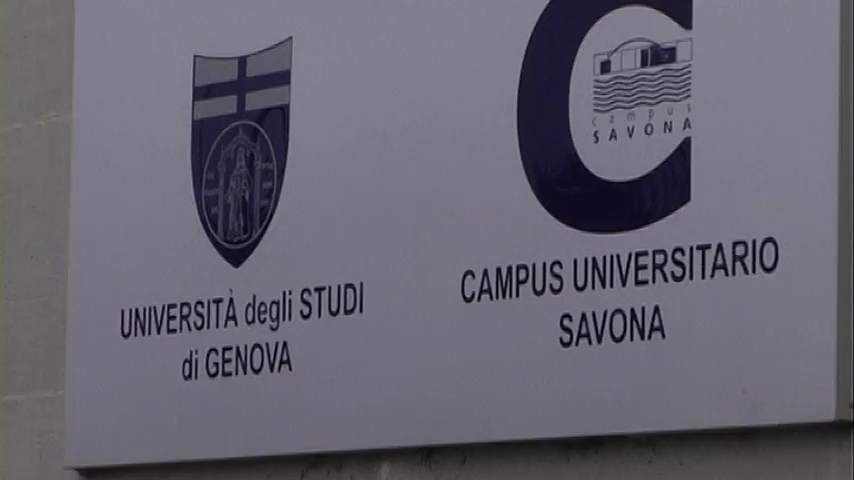 UNIVERSITÀ degli STUDI
di GENOVA
campus
SAVONA
CAMPUS UNIVERSITARIO
SAVONA